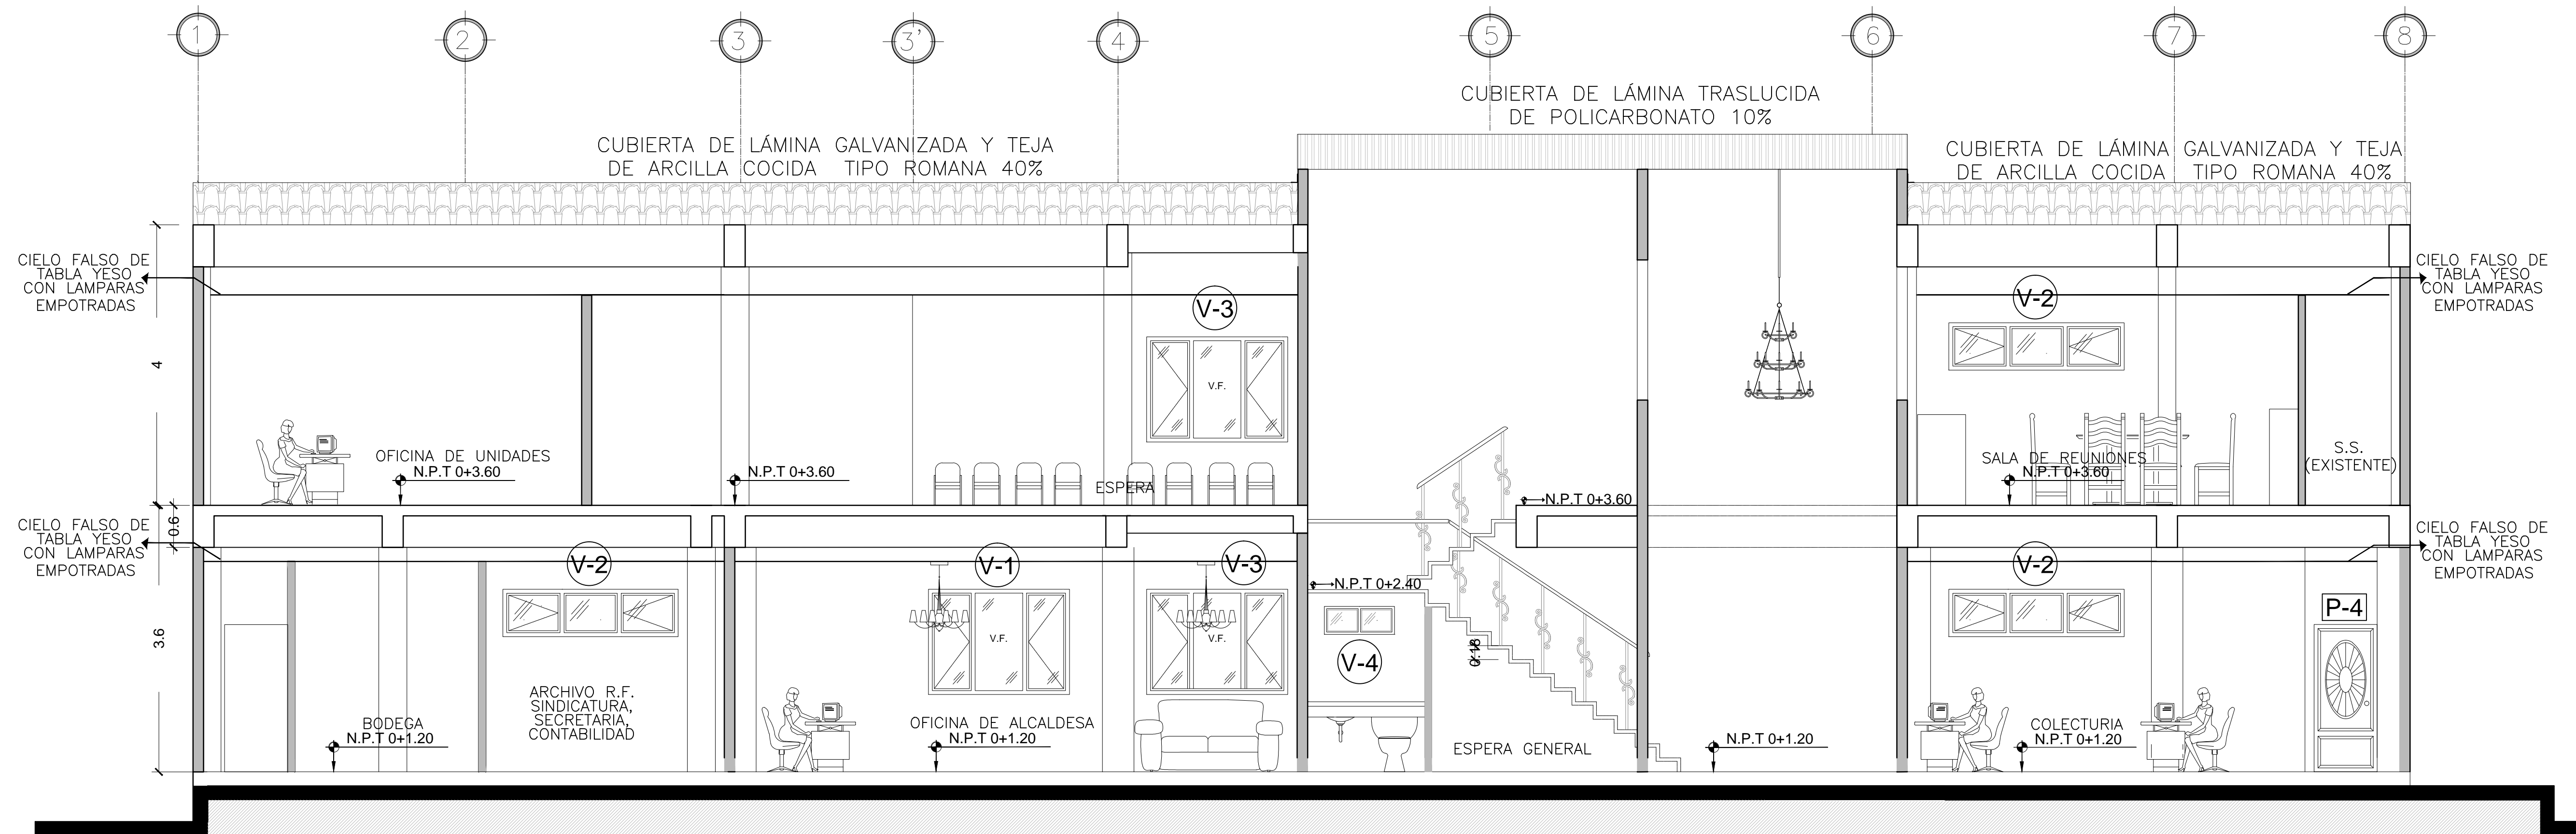 1
2
3
3'
4
5
6
7
8
CUBIERTA DE LÁMINA TRASLUCIDA
DE POLICARBONATO 10%
CUBIERTA DE LÁMINA GALVANIZADA Y TEJA
DE ARCILLA COCIDA TIPO ROMANA 40%
CUBIERTA DE LÁMINA GALVANIZADA Y TEJA
DE ARCILLA COCIDA TIPO ROMANA 40%
CIELO FALSO DE
TABLA YESO
CON LAMPARAS
EMPOTRADAS
4
V-3
V.F.
OFICINA DE UNIDADES
N.P.T 0+3.60
N.P.T 0+3.60
ESPERA
N.P.T 0+3.60
V-2
SALA DE REUNIONES
N.P.T 0+3.60
S.S.
(EXISTENTE)
CIELO FALSO DE
TABLA YESO
CON LAMPARAS
EMPOTRADAS
CIELO FALSO DE
TABLA YESO
CON LAMPARAS
EMPOTRADAS
0.6
3.6
V-2
ARCHIVO R.F.
SINDICATURA,
SECRETARIA,
CONTABILIDAD
BODEGA
N.P.T 0+1.20
V-1
V.F.
V-3
V.F.
OFICINA DE ALCALDESA
N.P.T 0+1.20
N.P.T 0+2.40
V-4
ESPERA GENERAL
N.P.T 0+1.20
V-2
P-4
COLECTURIA
N.P.T 0+1.20
CIELO FALSO DE
TABLA YESO
CON LAMPARAS
EMPOTRADAS